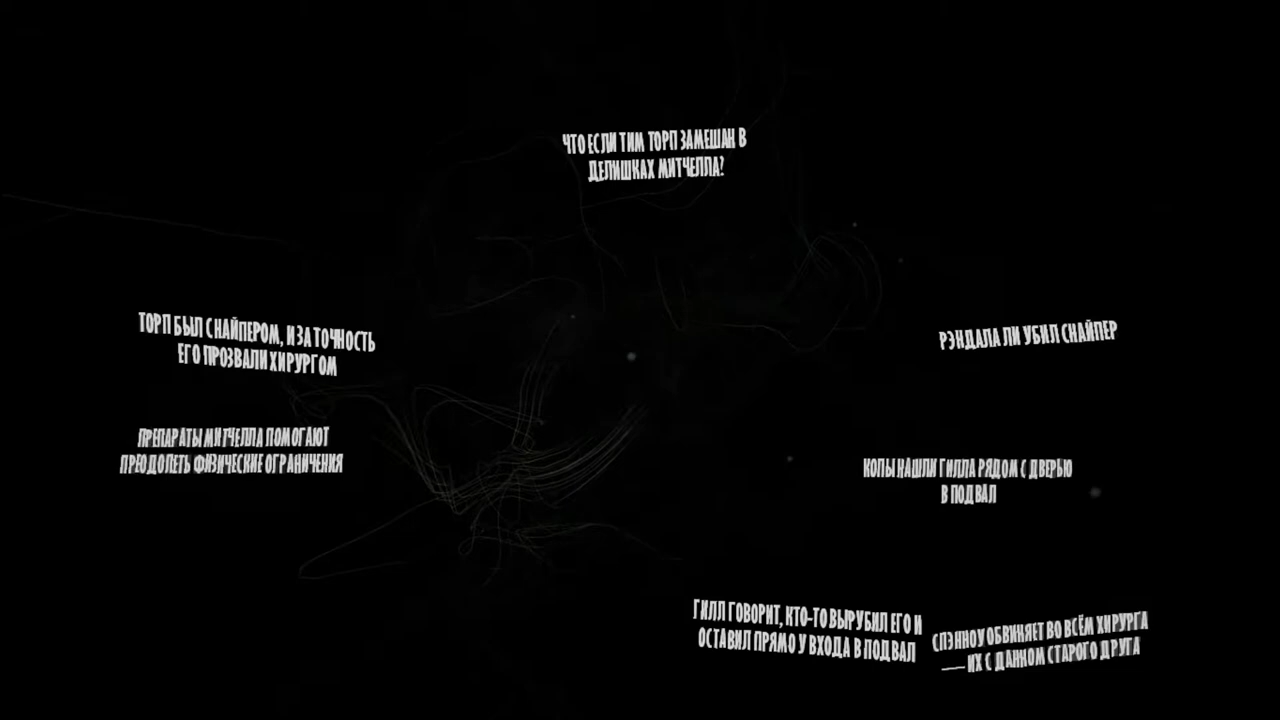 ЧТО ЕСЛИ ТИМ ТОРП ЗАМЕШАН В
ДЕЛИШКАХ МИТЧЕЛЛА?
ТОРП БЫЛ СНАЙПЕРОМ, И ЗА ТОЧНОСТЬ
ЕГО ПРОЗВАЛИ ХИРУРГОМ
РЭНДАЛА ЛИ УБИЛ СНАЙПЕР
ПРЕПАРАТЫ МИТЧЕЛЛА ПОМОГАЮТ
ПРЕОДОЛЕТЬ ФИЗИЧЕСКИЕ ОГРАНИЧЕНИЯ
КОПЫ НАШЛИ ГИЛЛА РЯДОМ С ДВЕРЬЮ
В ПОДВАЛ
ГИЛЛ ГОВОРИТ, КТО-ТО ВЫРУБИЛ ЕГО И
ОСТАВИЛ ПРЯМО У ВХОДА В ПОДВАЛ
СПЭННОУ ОБВИНЯЕТ ВО ВСЁМ ХИРУРГА
— ИХ С ДАННОМ СТАРОГО ДРУГА